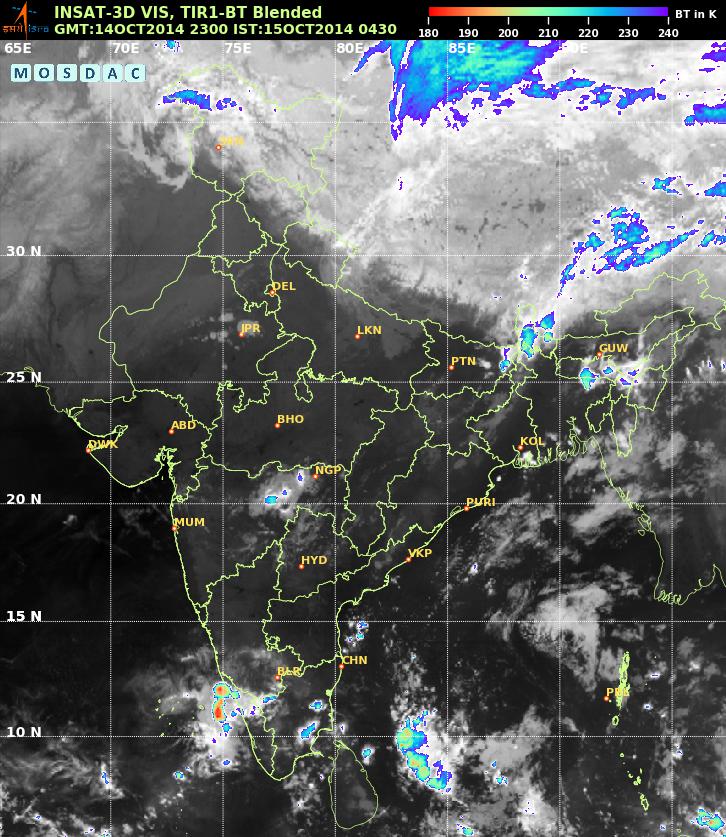 INSAT-3D VIS, TIR1-BT Blended
GMT:14OCT2014 2300 IST:15OCT2014 0430
BT in K
180 190 200 210 220 230 240
65E 70E 75E 80E 85E 90E
MOSDAC
30 N
DEL
JPR
LKN
GUW
PTN
25 N
ABD
BHO
DWK
KOL
NGP
20 N
PURI
MUM
VKP
HYD
15 N
CHN
BLR
10 N